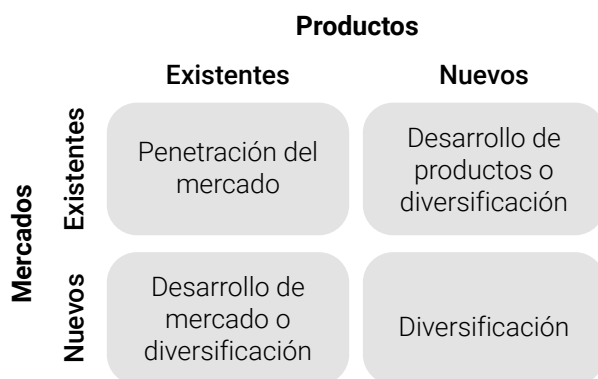 Productos
Existentes
Nuevos
Mercados
Existentes
Penetración del
mercado
Desarrollo de
productos o
diversificación
Nuevos
Desarrollo de
mercado o
diversificación
Diversificación